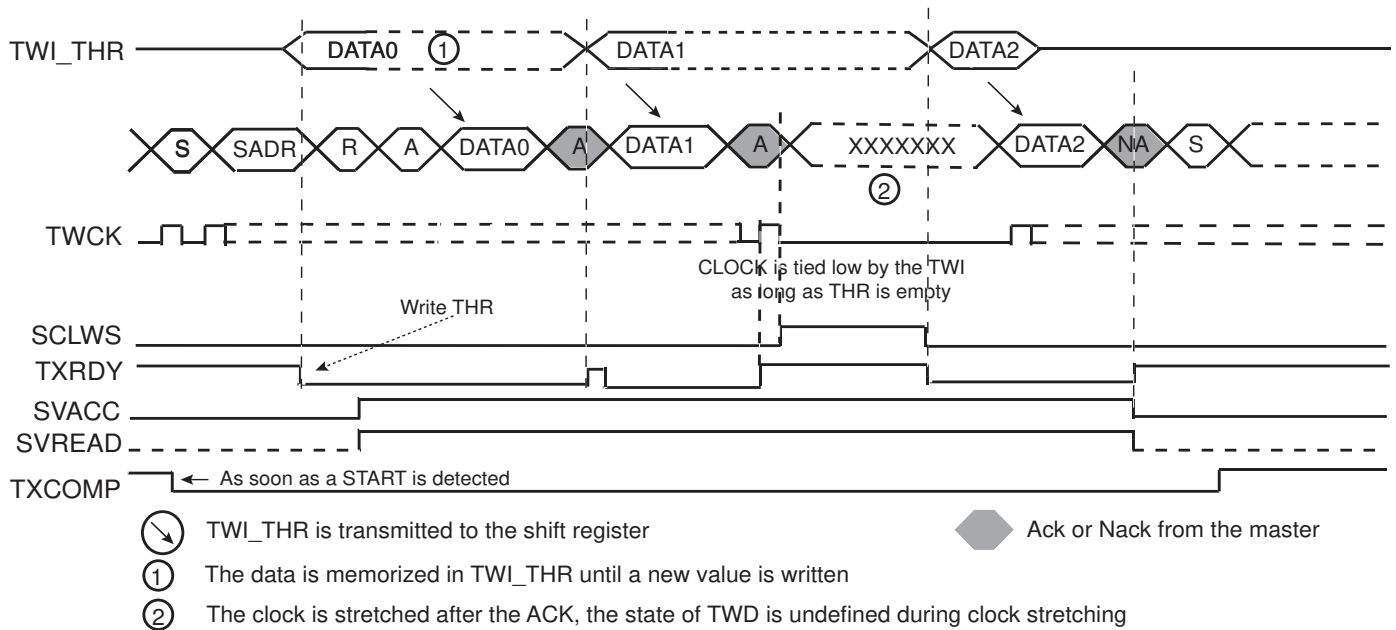 TWI_THR DATA0 1 DATA1 DATA2
S SADR R A DATA0 A DATA1 A XXXXXXX DATA2 NA S
2
TWCK
CLOCK is tied low by the TWI
as long as THR is empty
Write THR
SCLWS
TXRDY
SVACC
SVREAD
TXCOMP As soon as a START is detected
TWI_THR is transmitted to the shift register Ack or Nack from the master
1 The data is memorized in TWI_THR until a new value is written
2 The clock is stretched after the ACK, the state of TWD is undefined during clock stretching